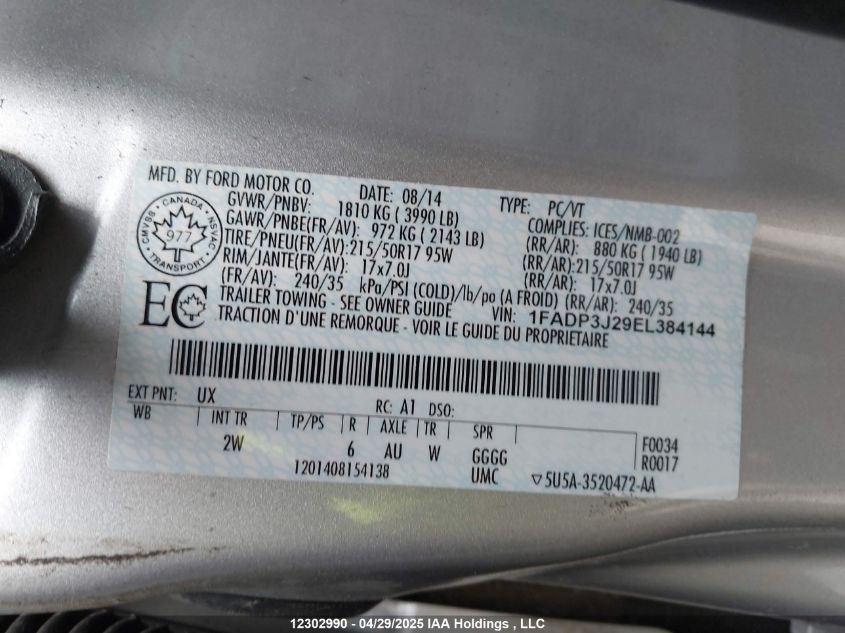 MFD. BY FORD MOTOR CO. DATE: 08/14 TYPE: PC/VT
GVWR/PNBV: 1810 KG ( 3990 LB) COMPLIES: ICES/NMB-002
GAWR/PNBE(FR/AV): 972 KG ( 2143 LB) (RR/AR): 880 KG ( 1940 LB)
TIRE/PNEU(FR/AV):215/50R17 95W (RR/AR):215/50R17 95W
RIM/JANTE(FR/AV): 17x7.0J (RR/AR): 17x7.0J
(FR/AV): 240/35 kPa/PSI (COLD)/lb/po (A FROID) (RR/AR): 240/35
TRAILER TOWING - SEE OWNER GUIDE VIN: 1FADP3J29EL384144
TRACTION D'UNE REMORQUE - VOIR LE GUIDE DU PROPRIETAIRE
CANADA
CMVSS NSVAC
977
TRANSPORT
EC
EXT PNT: UX RC: A1 DSO:
WB INT TR TP/PS R AXLE TR SPR F0034
2W 6 AU W GGGG R0017
1201408154138 UMC ▽5U5A-3520472-AA
12302990 - 04/29/2025 IAA Holdings , LLC